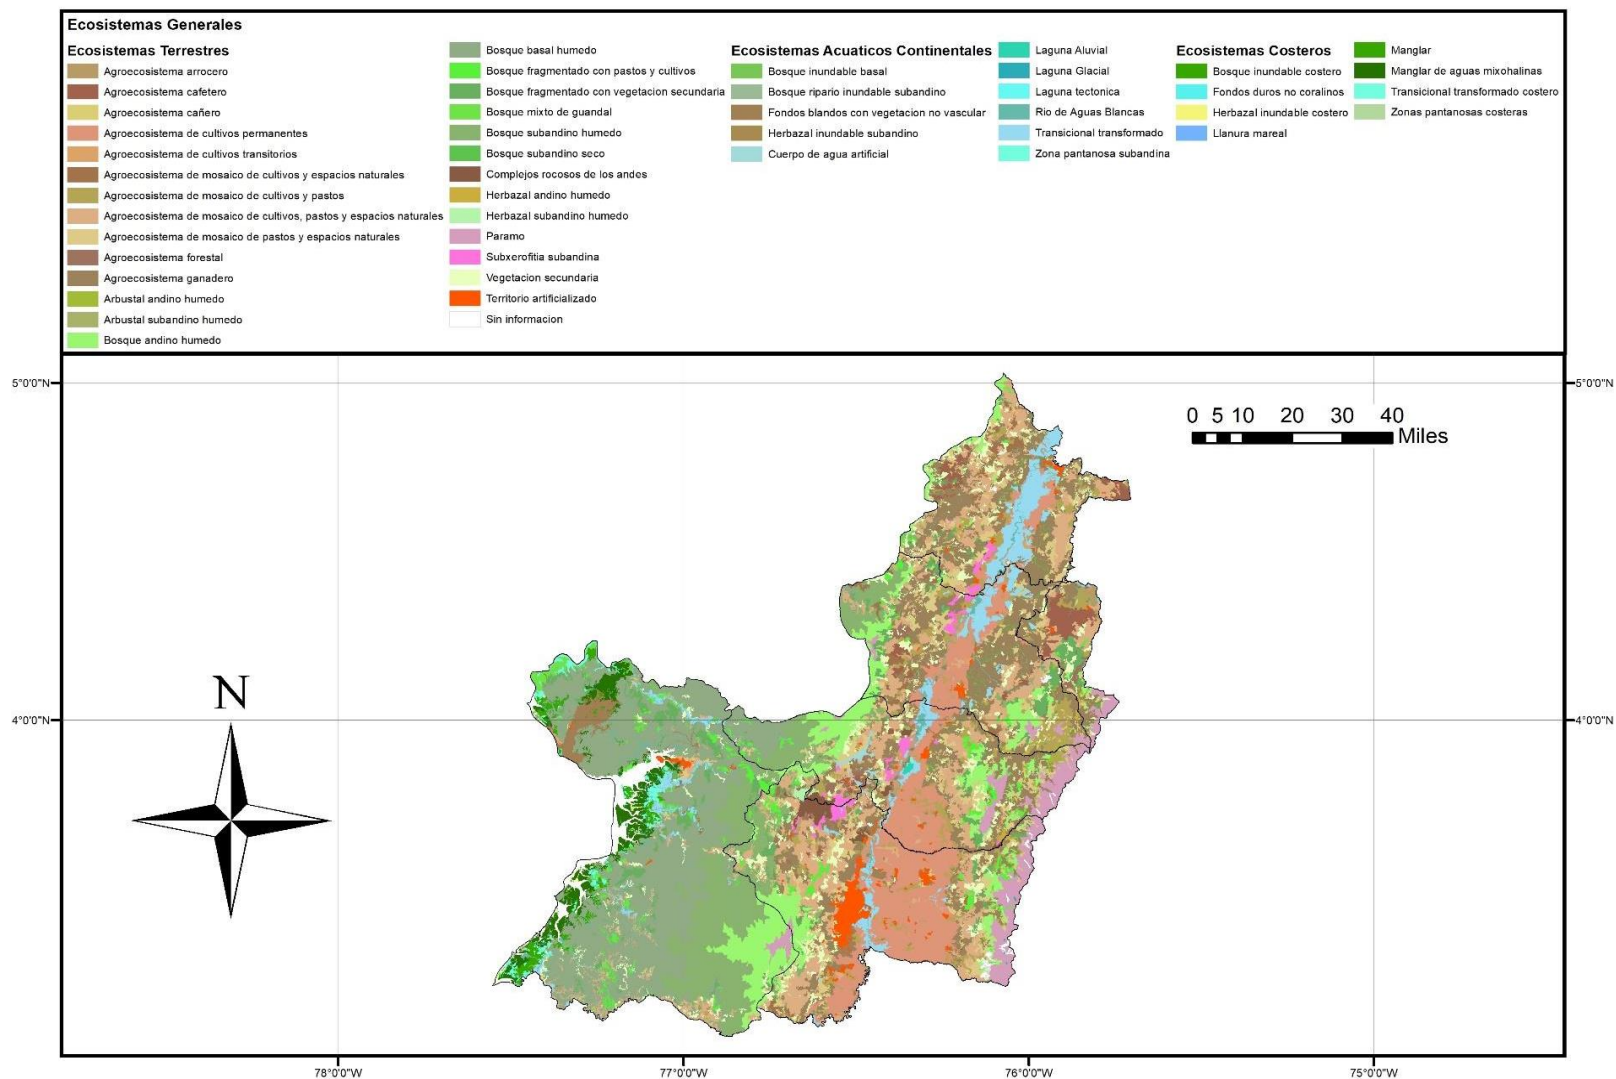 Ecosistemas Generales
Ecosistemas Terrestres
Agroecosistema arrocero
Agroecosistema cafetero
Agroecosistema cañero
Agroecosistema de cultivos permanentes
Agroecosistema de cultivos transitorios
Agroecosistema de mosaico de cultivos y espacios naturales
Agroecosistema de mosaico de cultivos y pastos
Agroecosistema de mosaico de cultivos, pastos y espacios naturales
Agroecosistema de mosaico de pastos y espacios naturales
Agroecosistema forestal
Agroecosistema ganadero
Arbustal andino humedo
Arbustal subandino humedo
Bosque andino humedo
Bosque basal humedo
Bosque fragmentado con pastos y cultivos
Bosque fragmentado con vegetacion secundaria
Bosque mixto de guandal
Bosque subandino humedo
Bosque subandino seco
Complejos rocosos de los andes
Herbazal andino humedo
Herbazal subandino humedo
Paramo
Subxerofitia subandina
Vegetacion secundaria
Territorio artificializado
Sin informacion
Ecosistemas Acuaticos Continentales
Bosque inundable basal
Bosque ripario inundable subandino
Fondos blandos con vegetacion no vascular
Herbazal inundable subandino
Cuerpo de agua artificial
Laguna Aluvial
Laguna Glacial
Laguna tectonica
Rio de Aguas Blancas
Transicional transformado
Zona pantanosa subandina
Ecosistemas Costeros
Bosque inundable costero
Fondos duros no coralinos
Herbazal inundable costero
Llanura mareal
Manglar
Manglar de aguas mixohalinas
Transicional transformado costero
Zonas pantanosas costeras
5°0'0"N
5°0'0"N
0 5 10 20 30 40
Miles
N
4°0'0"N
4°0'0"N
78°0'0"W
77°0'0"W
76°0'0"W
75°0'0"W